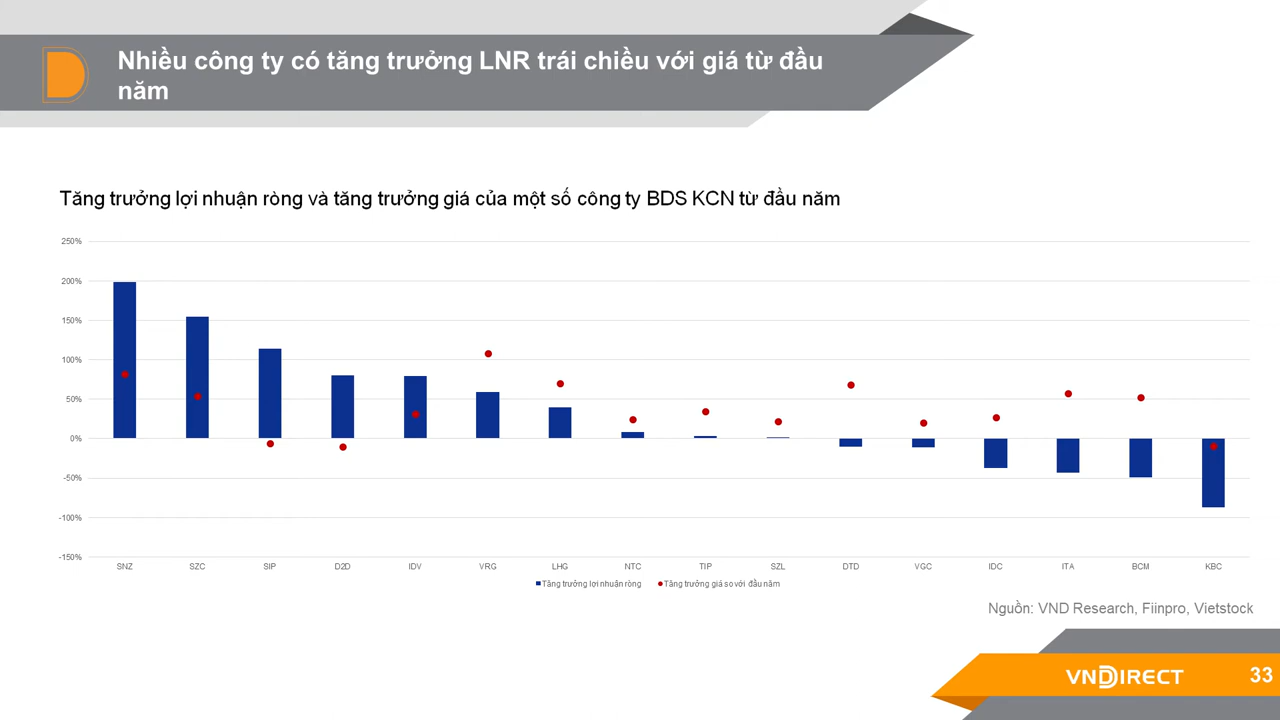 Nhiều công ty có tăng trưởng LNR trái chiều với giá từ đầu
năm
Tăng trưởng lợi nhuận ròng và tăng trưởng giá của một số công ty BDS KCN từ đầu năm
250%
200%
150%
100%
50%
0%
-50%
-100%
-150%
SNZ SZC SIP D2D IDV VRG LHG NTC TIP SZL DTD VGC IDC ITA BCM KBC
Tăng trưởng lợi nhuận ròng Tăng trưởng giá so với đầu năm
Nguồn: VND Research, Fiinpro, Vietstock
VNDIRECT 33